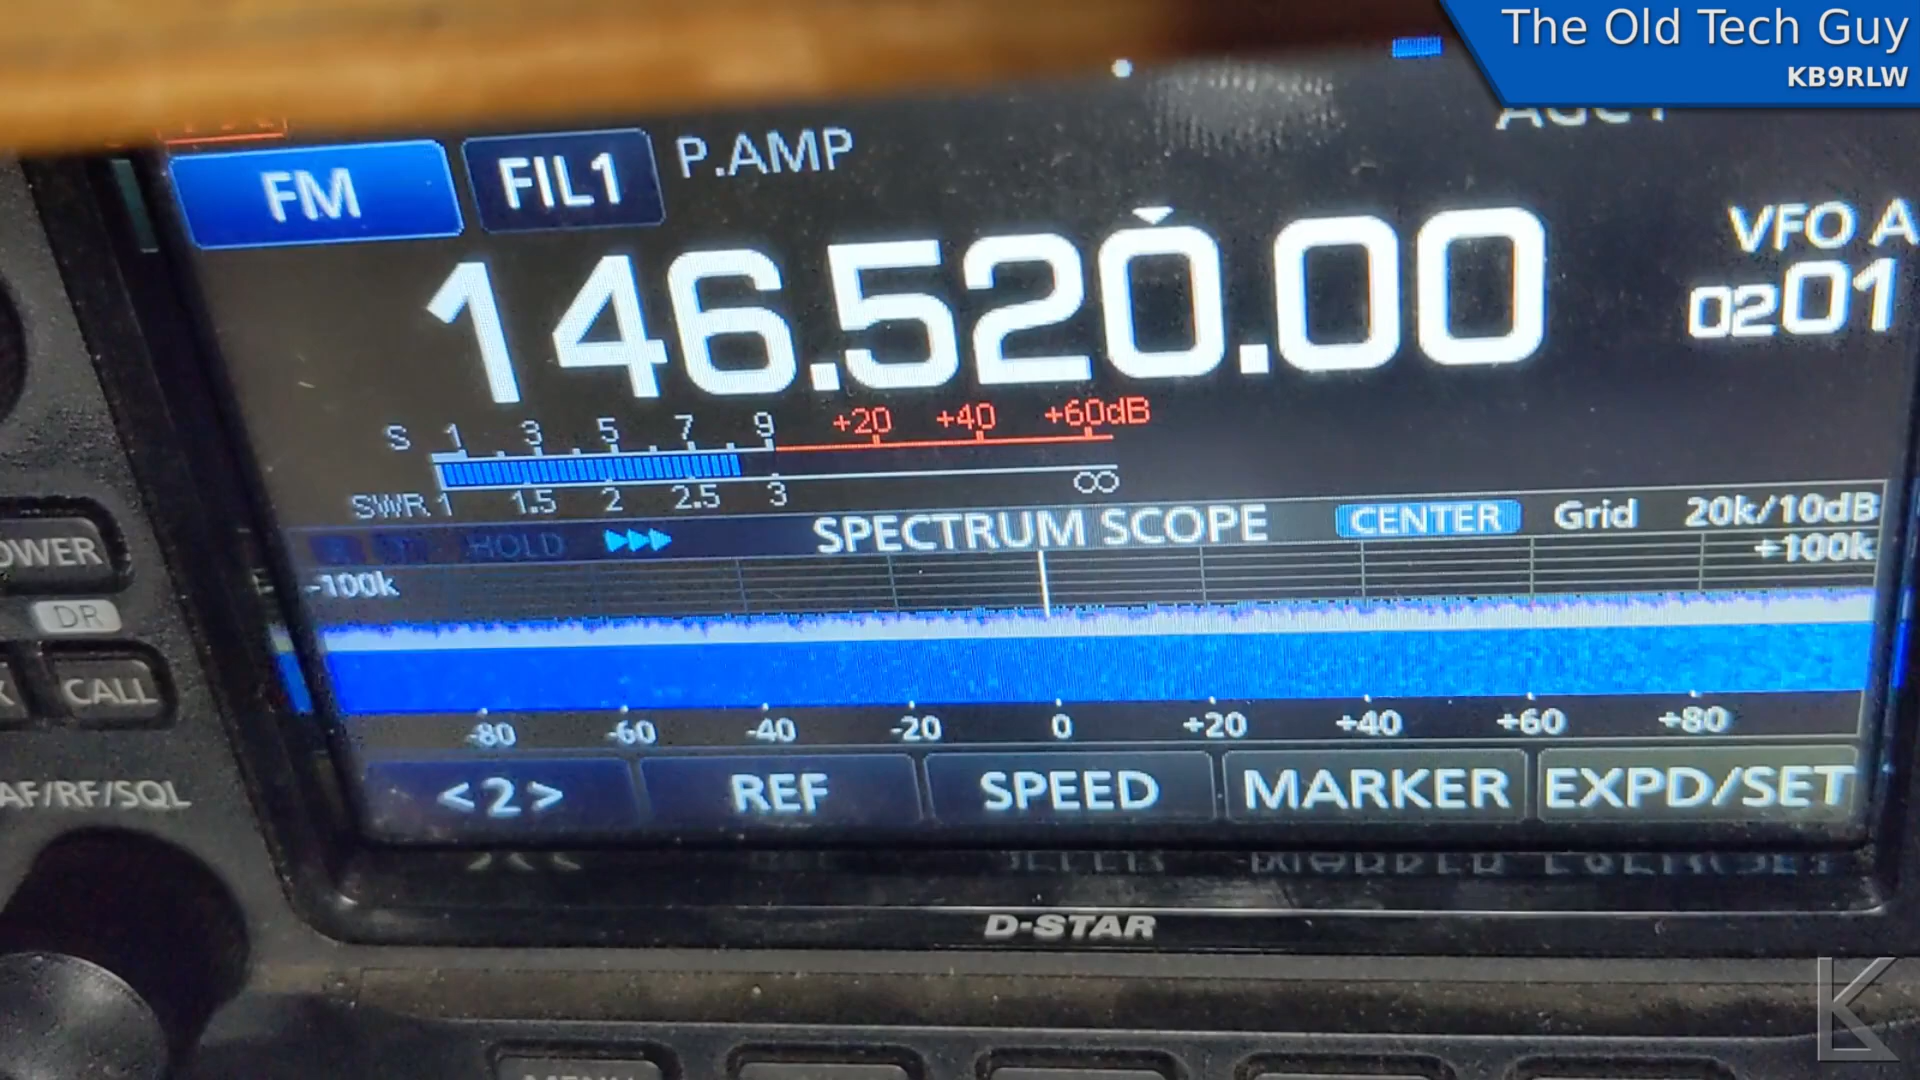 The Old Tech Guy
KB9RLW
FM FIL1 P.AMP
146.520.00
VFO A
0201
S 1 3 5 7 9 +20 +40 +60dB
SWR 1 1.5 2 2.5 3 ∞
HOLD SPECTRUM SCOPE CENTER Grid 20k/10dB
-100k +100k
-80 -60 -40 -20 0 +20 +40 +60 +80
<2> REF SPEED MARKER EXPD/SET
DR
CALL
AF/RF/SQL
D-STAR
K